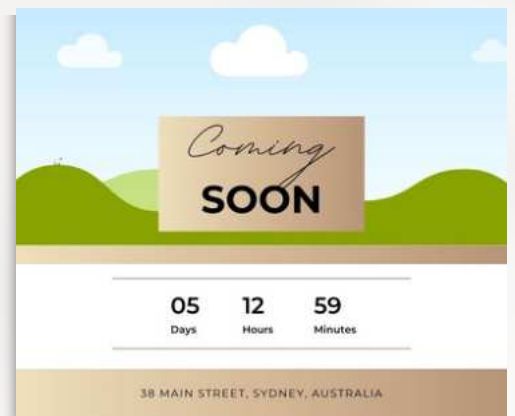 Coming
SOON
05 12 59
Days Hours Minutes
38 MAIN STREET, SYDNEY, AUSTRALIA